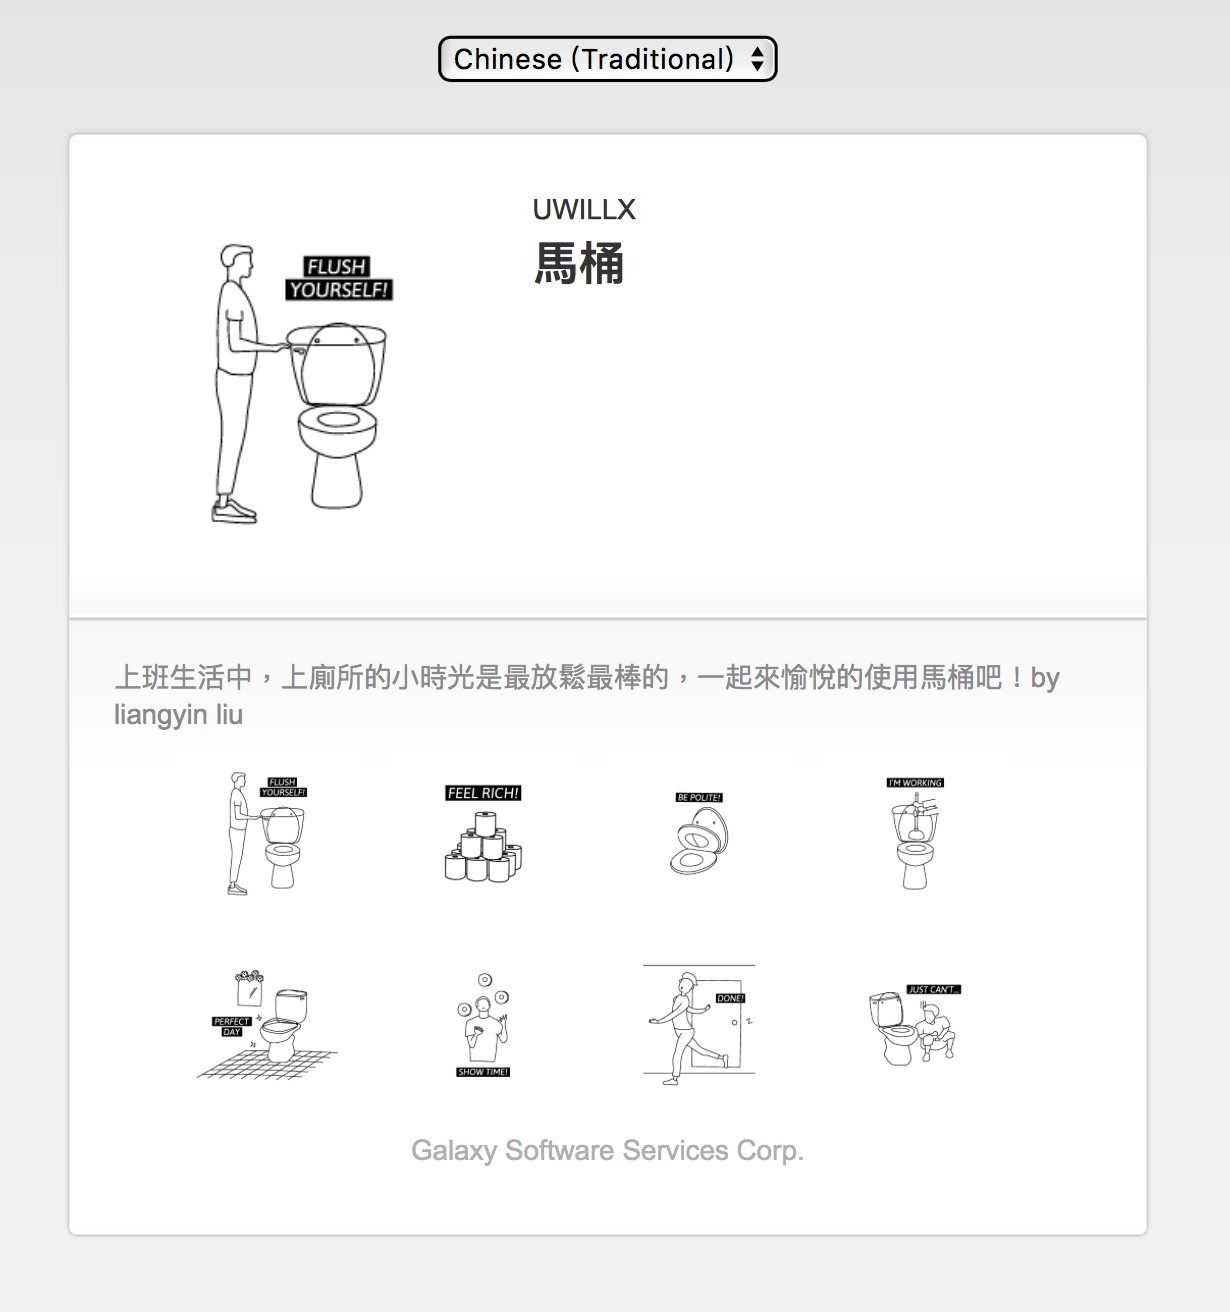 Chinese (Traditional)
UWILLX
馬桶
FLUSH
YOURSELF!
上班生活中，上廁所的小時光是最放鬆最棒的，一起來愉悅的使用馬桶吧！by
liangyin liu
FLUSH
YOURSELF!
FEEL RICH!
BE POLITE!
I'M WORKING
PERFECT
DAY
SHOW TIME!
DONE!
JUST CAN'T...
Galaxy Software Services Corp.